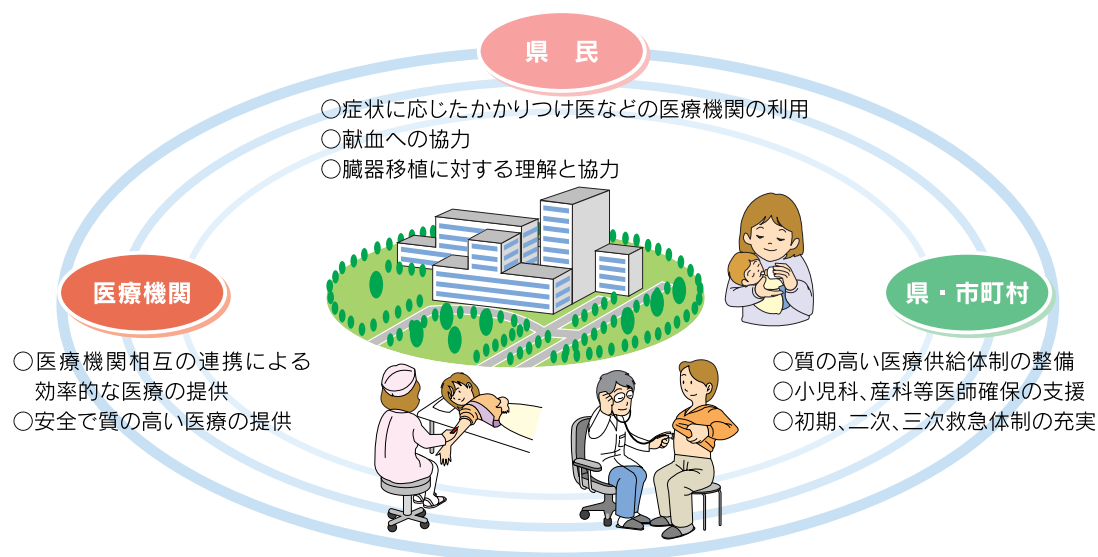 県　民
○症状に応じたかかりつけ医などの医療機関の利用
○献血への協力
○臓器移植に対する理解と協力
医療機関
○医療機関相互の連携による
効率的な医療の提供
○安全で質の高い医療の提供
県・市町村
○質の高い医療供給体制の整備
○小児科、産科等医師確保の支援
○初期、二次、三次救急体制の充実